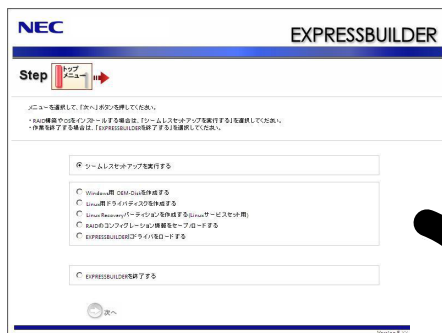 NEC
EXPRESSBUILDER
Step トップメニュー
メニューを選択して、「次へ」ボタンを押してください。
・RAID構築やOSをインストールする場合は、「シームレスセットアップを実行する」を選択してください。
・作業を終了する場合は、「EXPRESSBUILDERを終了する」を選択してください。
シームレスセットアップを実行する
Windows用 OEM-Diskを作成する
Linux用ドライバディスクを作成する
Linux Recoveryパーティションを作成する(Linuxサービスセット用)
RAIDのコンフィグレーション情報をセーブ/ロードする
EXPRESSBUILDERにドライバをロードする
EXPRESSBUILDERを終了する
次へ